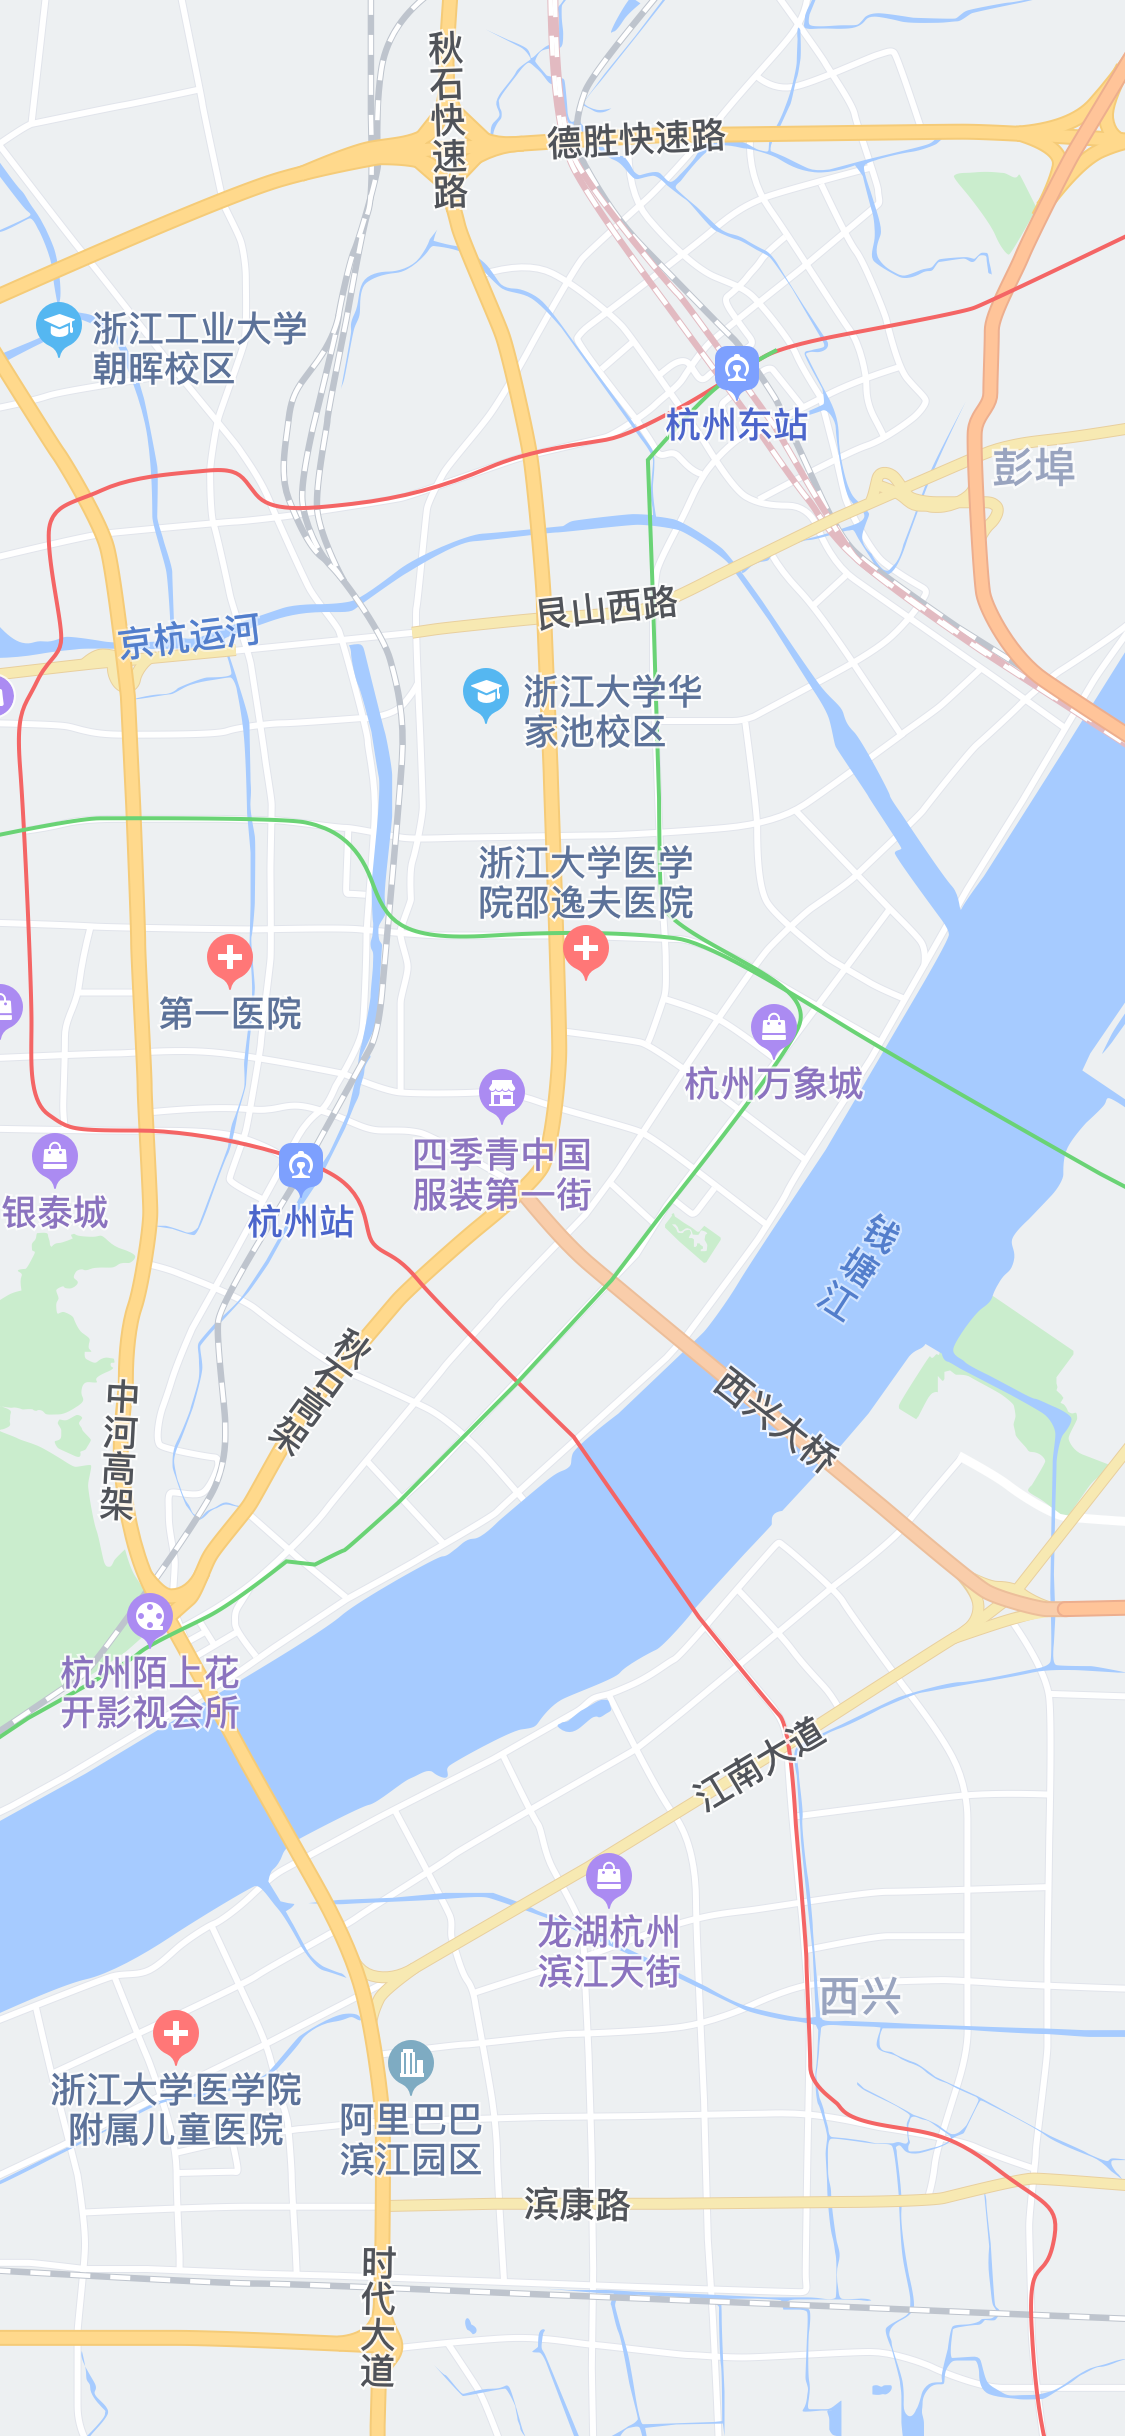 秋石快速路
德胜快速路
浙江工业大学
朝晖校区
杭州东站
彭埠
艮山西路
京杭运河
浙江大学华
家池校区
浙江大学医学
院邵逸夫医院
第一医院
杭州万象城
四季青中国
服装第一街
银泰城
杭州站
钱塘江
秋石高架
中河高架
西兴大桥
杭州陌上花
开影视会所
江南大道
龙湖杭州
滨江天街
西兴
浙江大学医学院
附属儿童医院
阿里巴巴
滨江园区
滨康路
时代大道